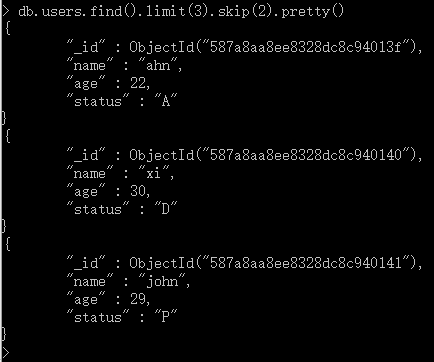 > db.users.find().limit(3).skip(2).pretty()
{
        "_id" : ObjectId("587a8aa8ee8328dc8c94013f"),
        "name" : "ahn",
        "age" : 22,
        "status" : "A"
}
{
        "_id" : ObjectId("587a8aa8ee8328dc8c940140"),
        "name" : "xi",
        "age" : 30,
        "status" : "D"
}
{
        "_id" : ObjectId("587a8aa8ee8328dc8c940141"),
        "name" : "john",
        "age" : 29,
        "status" : "P"
}
>